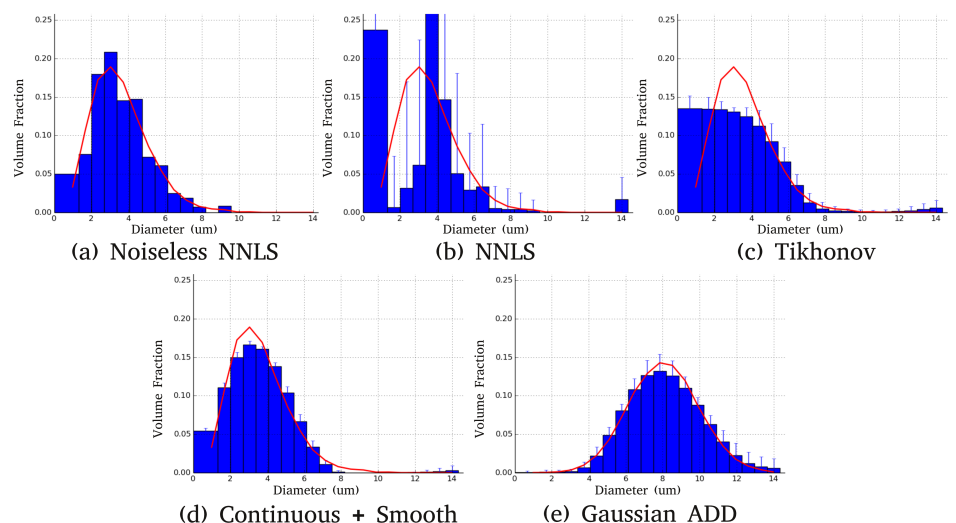 0.25 0.25 0.25
0.20 0.20 0.20
0.15 0.15 0.15
0.10 0.10 0.10
0.05 0.05 0.05
0.00 0.00 0.00
Volume Fraction Volume Fraction Volume Fraction
0 2 4 6 8 10 12 14 0 2 4 6 8 10 12 14 0 2 4 6 8 10 12 14
Diameter (um) Diameter (um) Diameter (um)
(a) Noiseless NNLS (b) NNLS (c) Tikhonov
0.25 0.25
0.20 0.20
0.15 0.15
0.10 0.10
0.05 0.05
0.00 0.00
Volume Fraction Volume Fraction
0 2 4 6 8 10 12 14 0 2 4 6 8 10 12 14
Diameter (um) Diameter (um)
(d) Continuous + Smooth (e) Gaussian ADD